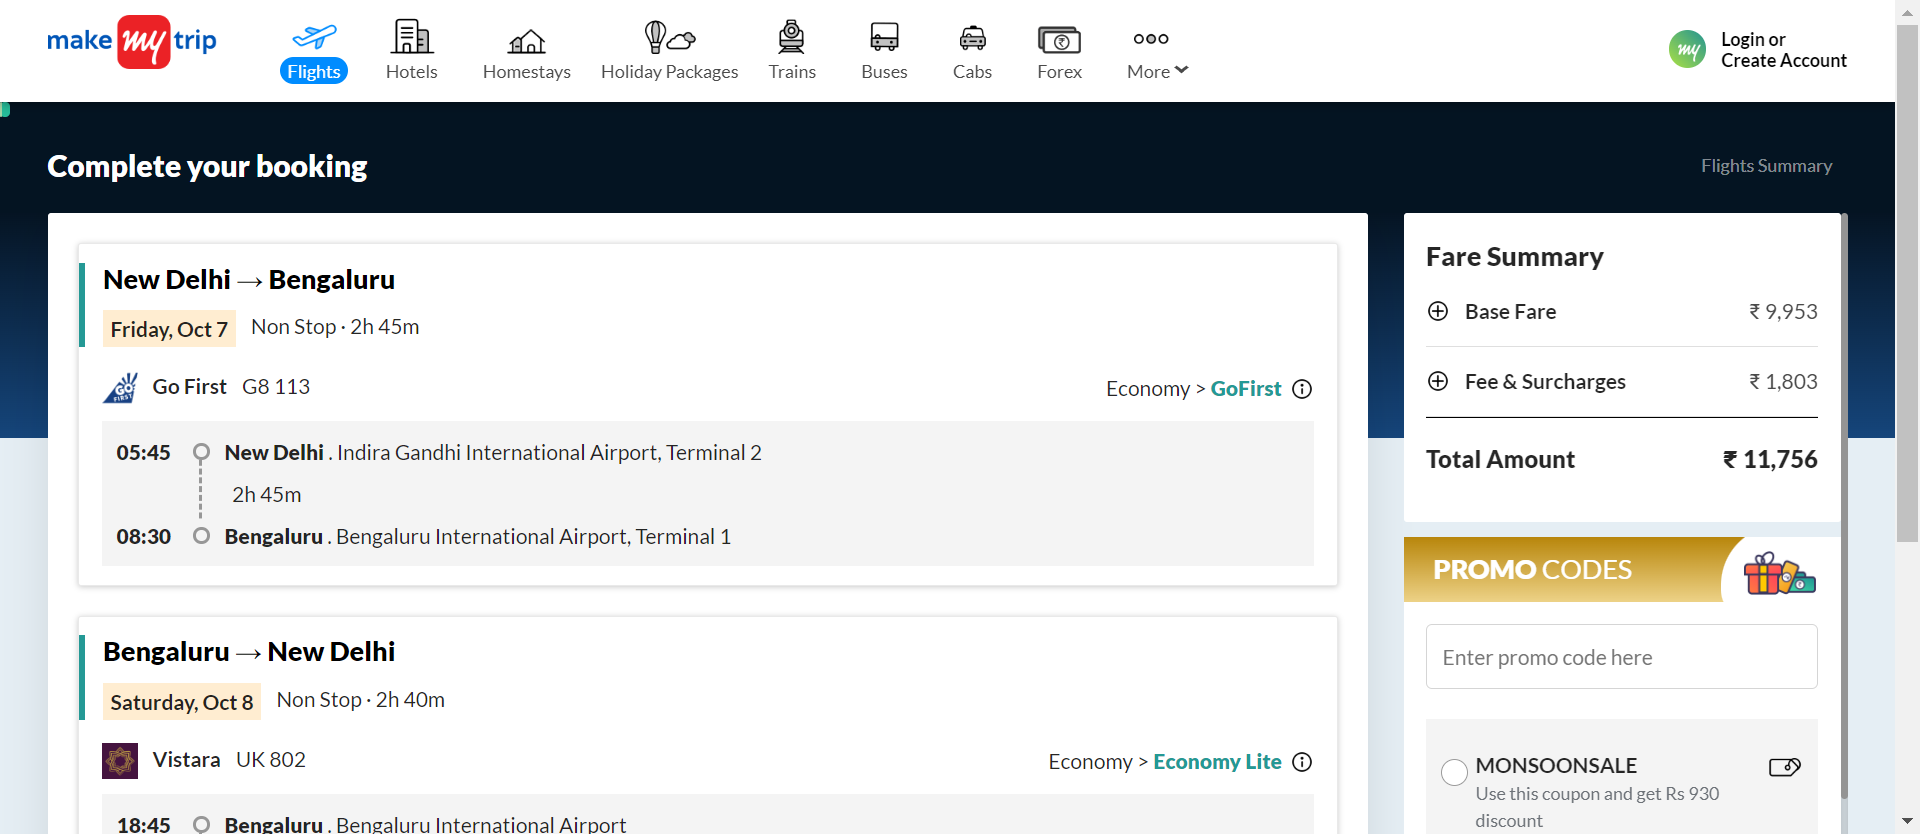 make my trip
Flights
Hotels
Homestays
Holiday Packages
Trains
Buses
Cabs
Forex
More
my
Login or
Create Account
Complete your booking
Flights Summary
New Delhi → Bengaluru
Friday, Oct 7
Non Stop · 2h 45m
GO FIRST
Go First G8 113
Economy > GoFirst
05:45 New Delhi . Indira Gandhi International Airport, Terminal 2
2h 45m
08:30 Bengaluru . Bengaluru International Airport, Terminal 1
Bengaluru → New Delhi
Saturday, Oct 8
Non Stop · 2h 40m
Vistara UK 802
Economy > Economy Lite
18:45 Bengaluru . Bengaluru International Airport
Fare Summary
Base Fare ₹ 9,953
Fee & Surcharges ₹ 1,803
Total Amount ₹ 11,756
PROMO CODES
Enter promo code here
MONSOONSALE
Use this coupon and get Rs 930
discount